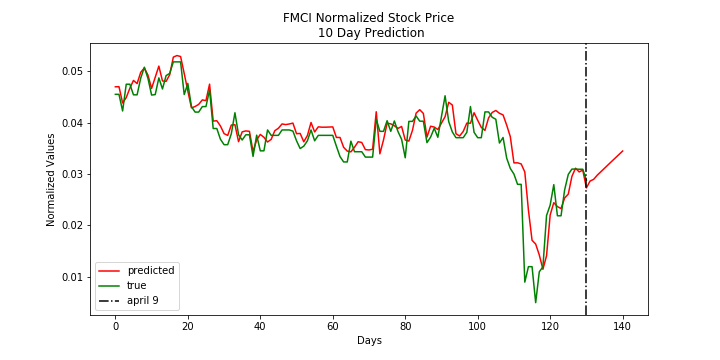 FMCI Normalized Stock Price
10 Day Prediction
Normalized Values
0.05
0.04
0.03
0.02
0.01
predicted
true
april 9
0 20 40 60 80 100 120 140
Days